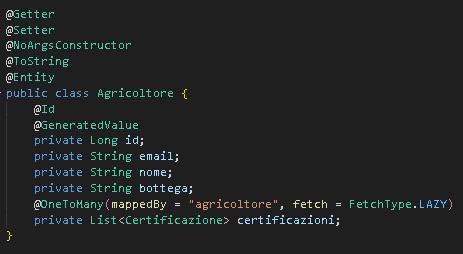 @Getter
@Setter
@NoArgsConstructor
@ToString
@Entity
public class Agricoltore {
    @Id
    @GeneratedValue
    private Long id;
    private String email;
    private String nome;
    private String bottega;
    @OneToMany(mappedBy = "agricoltore", fetch = FetchType.LAZY)
    private List<Certificazione> certificazioni;
}